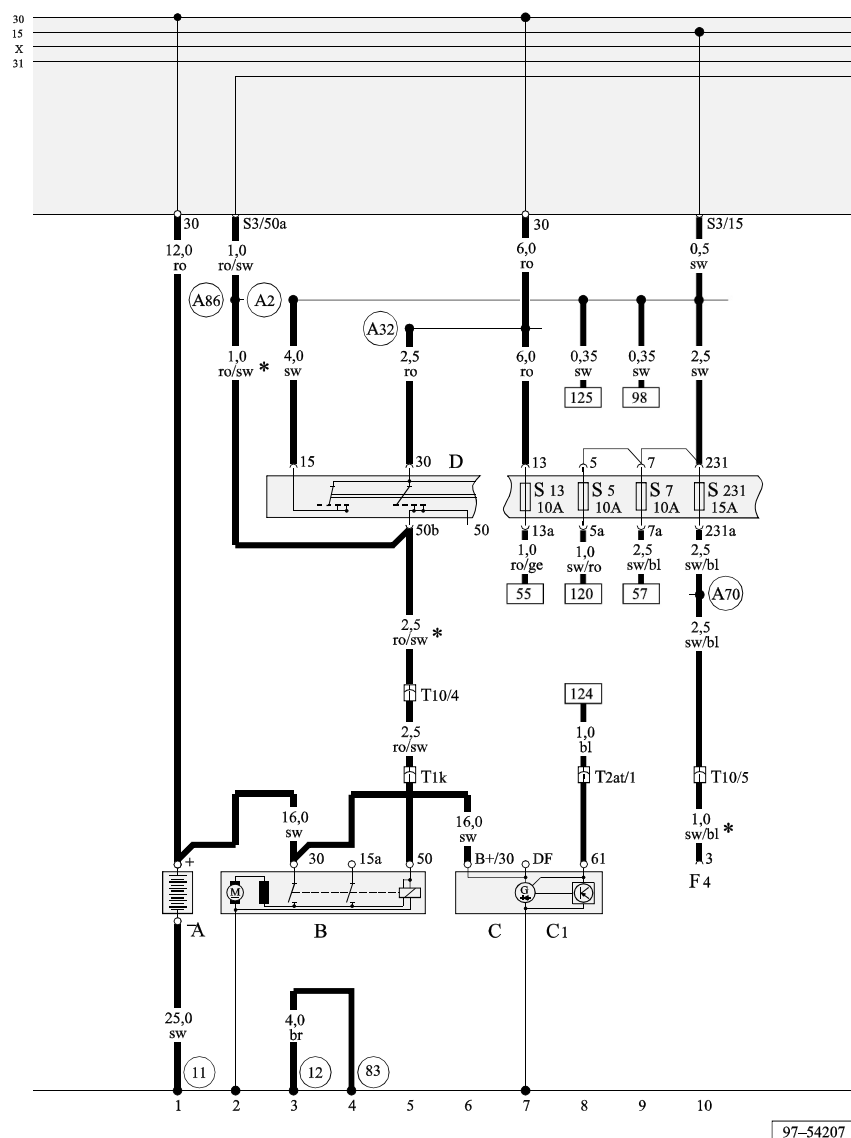 30
15
X
31
30 S3/50a 30 S3/15
12,0 ro
1,0 ro/sw
6,0 ro
0,5 sw
A86 A2
A32
1,0 ro/sw *
4,0 sw
2,5 ro
6,0 ro
0,35 sw
0,35 sw
2,5 sw
125 98
15 30 D 13 5 7 231
S 13 10A
S 5 10A
S 7 10A
S 231 15A
50b 50 13a 5a 7a 231a
1,0 ro/ge
1,0 sw/ro
2,5 sw/bl
2,5 sw/bl
55 120 57 A70
2,5 ro/sw *
2,5 sw/bl
T10/4
124
2,5 ro/sw
1,0 bl
T1k T2at/1 T10/5
16,0 sw
16,0 sw
1,0 sw/bl *
+ 30 15a 50 B+/30 DF 61 3
F4
M G
– A B C C1
25,0 sw
4,0 br
11 12 83
1 2 3 4 5 6 7 8 9 10
97–54207